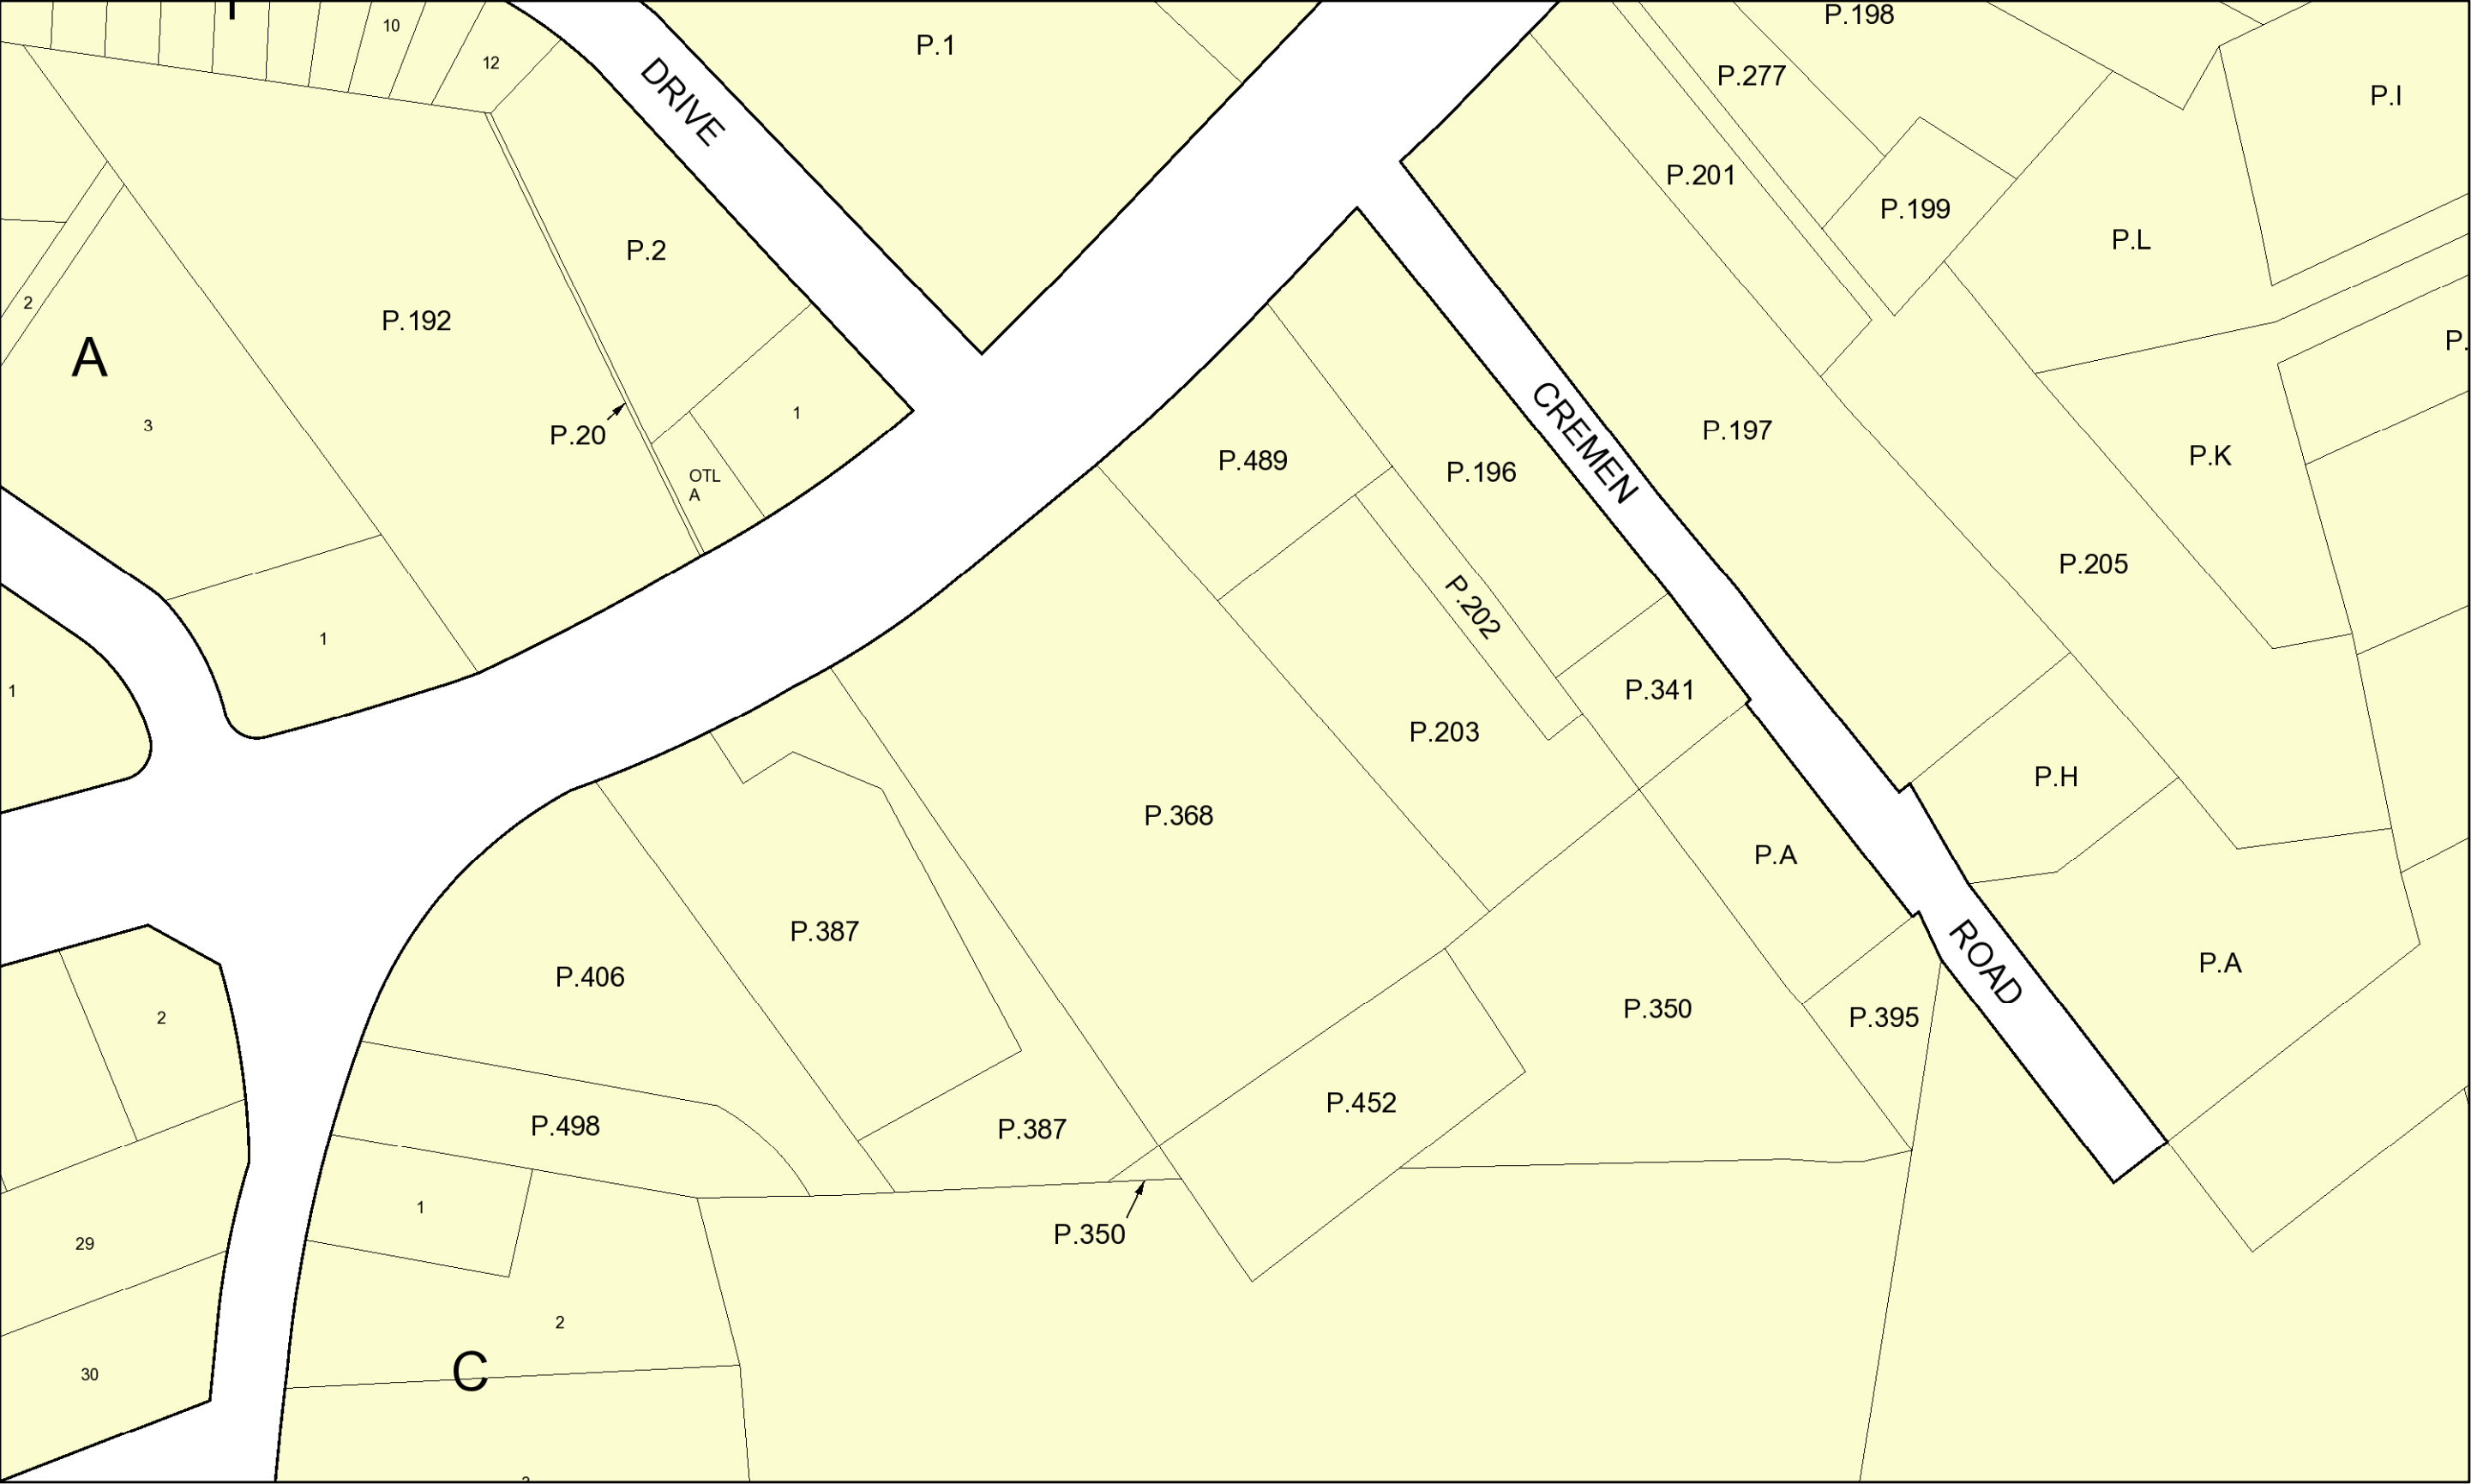 10
P.198
P.1
12
P.277
P.I
DRIVE
P.201
P.199
P.L
P.2
2
P.192
A
P.
1
3
P.20
P.197
CREMEN
P.489
P.K
P.196
OTL
A
P.205
P.202
1
1
P.341
P.203
P.H
P.368
P.A
P.387
ROAD
P.A
P.406
P.350
2
P.395
P.452
P.498
P.387
1
P.350
29
2
C
30